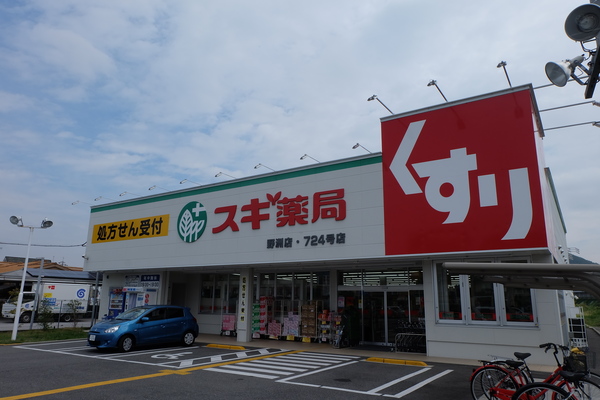 処方せん受付
スギ薬局
野洲店・724号店
くすり